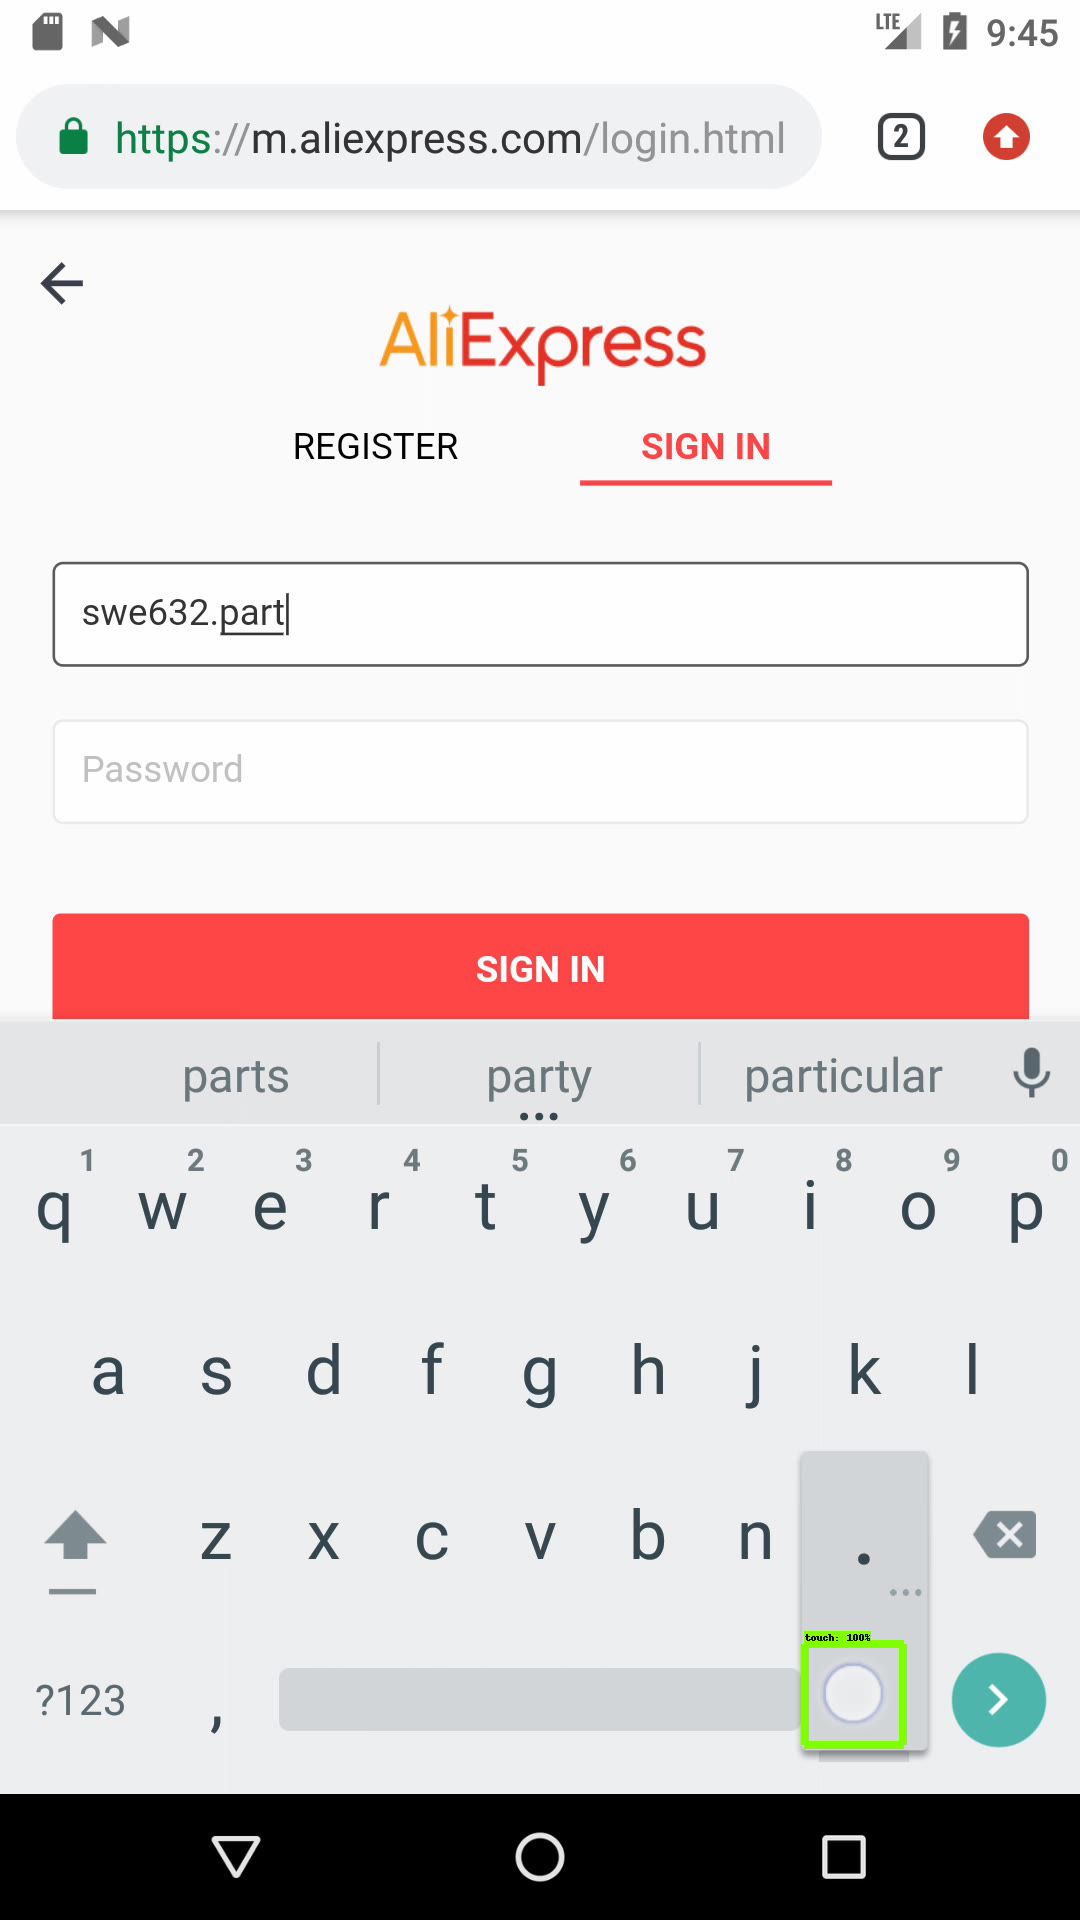 LTE 9:45
https://m.aliexpress.com/login.html 2
AliExpress
REGISTER SIGN IN
swe632.part
Password
SIGN IN
parts party particular
1 2 3 4 5 6 7 8 9 0
q w e r t y u i o p
a s d f g h j k l
z x c v b n .
touch: 100%
?123 ,